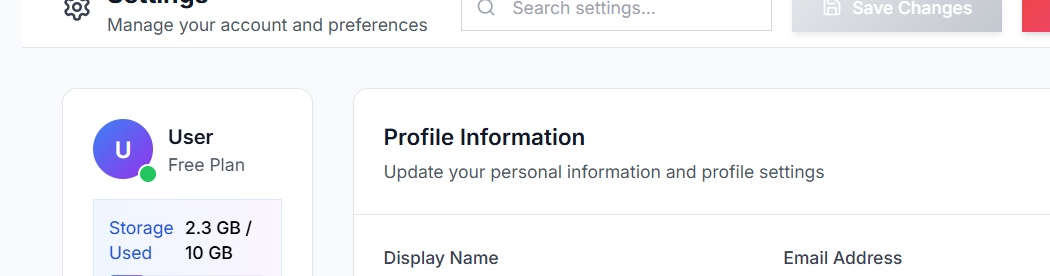 Settings
Manage your account and preferences
Search settings...
Save Changes
U
User
Free Plan
Storage Used
2.3 GB / 10 GB
Profile Information
Update your personal information and profile settings
Display Name
Email Address